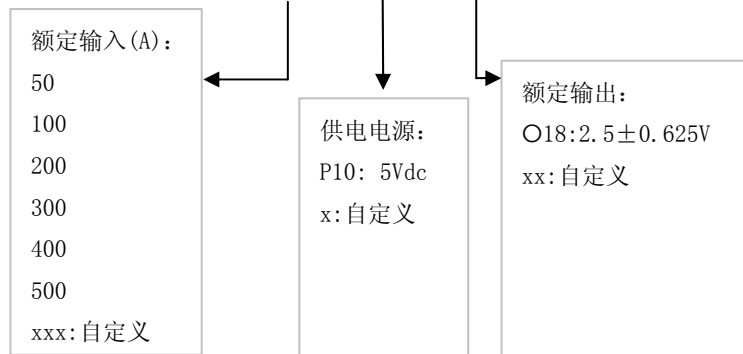 额定输入(A):
50
100
200
300
400
500
xxx:自定义
供电电源:
P10: 5Vdc
x:自定义
额定输出:
O18:2.5±0.625V
xx:自定义